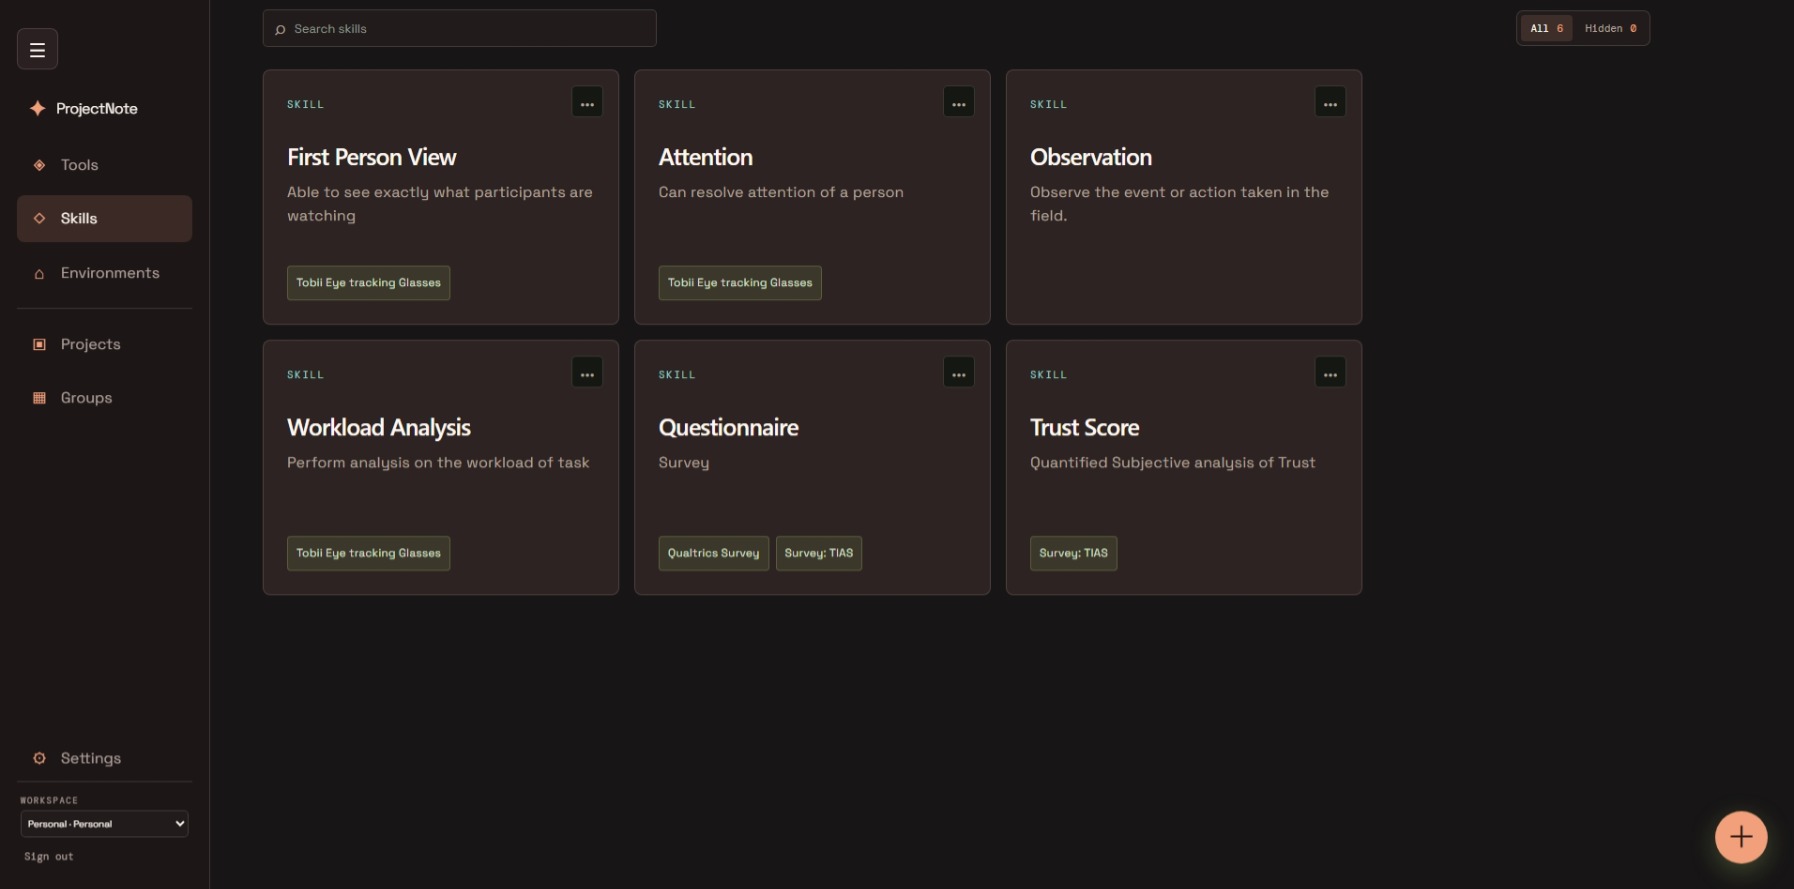 ProjectNote
Tools
Skills
Environments
Projects
Groups
Settings
WORKSPACE
Personal · Personal
Sign out
Search skills
All 6 Hidden 0
SKILL
First Person View
Able to see exactly what participants are
watching
Tobii Eye tracking Glasses
SKILL
Attention
Can resolve attention of a person
Tobii Eye tracking Glasses
SKILL
Observation
Observe the event or action taken in the
field.
SKILL
Workload Analysis
Perform analysis on the workload of task
Tobii Eye tracking Glasses
SKILL
Questionnaire
Survey
Qualtrics Survey Survey: TIAS
SKILL
Trust Score
Quantified Subjective analysis of Trust
Survey: TIAS